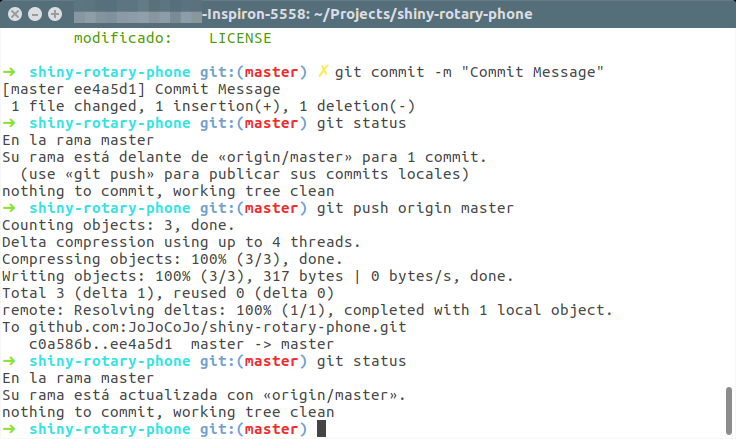 -Inspiron-5558: ~/Projects/shiny-rotary-phone
modificado: LICENSE
➜ shiny-rotary-phone git:(master) ✗ git commit -m "Commit Message"
[master ee4a5d1] Commit Message
1 file changed, 1 insertion(+), 1 deletion(-)
➜ shiny-rotary-phone git:(master) git status
En la rama master
Su rama está delante de «origin/master» para 1 commit.
(use «git push» para publicar sus commits locales)
nothing to commit, working tree clean
➜ shiny-rotary-phone git:(master) git push origin master
Counting objects: 3, done.
Delta compression using up to 4 threads.
Compressing objects: 100% (3/3), done.
Writing objects: 100% (3/3), 317 bytes | 0 bytes/s, done.
Total 3 (delta 1), reused 0 (delta 0)
remote: Resolving deltas: 100% (1/1), completed with 1 local object.
To github.com:JoJoCoJo/shiny-rotary-phone.git
c0a586b..ee4a5d1 master -> master
➜ shiny-rotary-phone git:(master) git status
En la rama master
Su rama está actualizada con «origin/master».
nothing to commit, working tree clean
➜ shiny-rotary-phone git:(master)